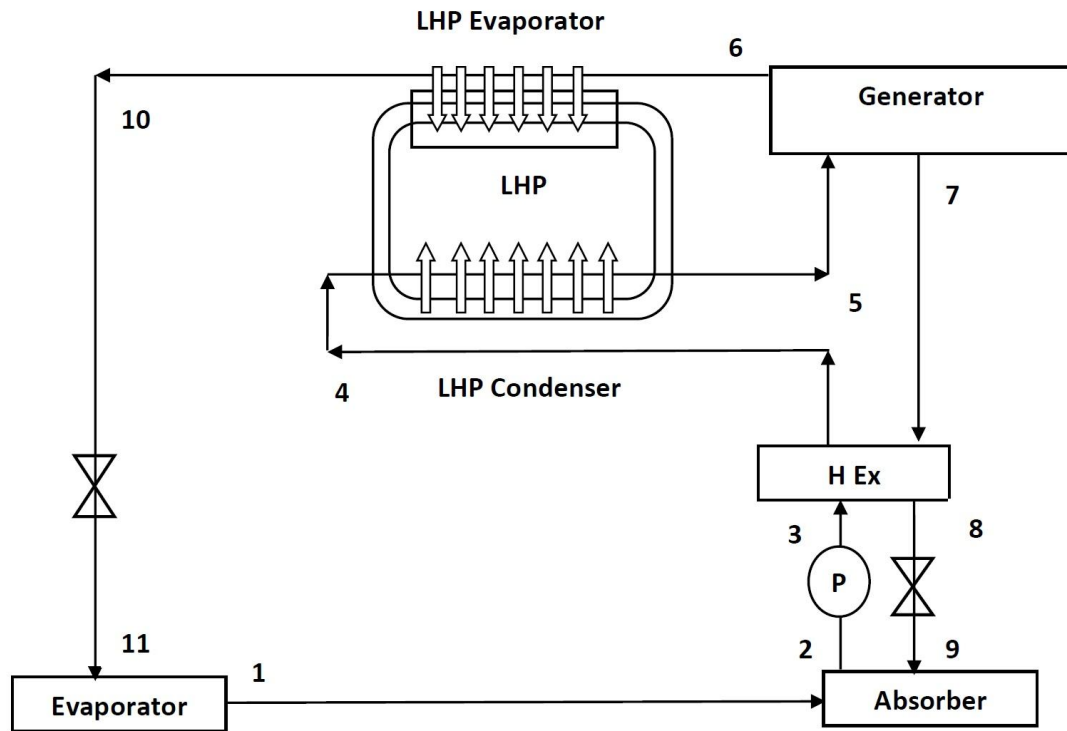 LHP Evaporator
6
Generator
10
LHP
7
5
4
LHP Condenser
H Ex
3
8
P
11
2
9
1
Evaporator
Absorber